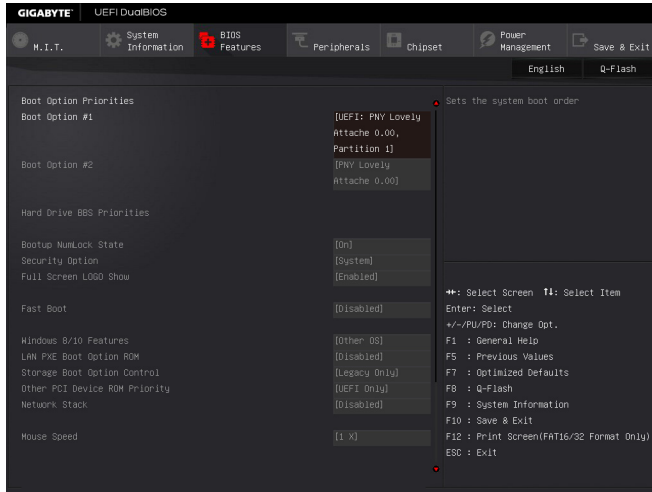 GIGABYTE™ UEFI DualBIOS
M.I.T. System Information BIOS Features Peripherals Chipset Power Management Save & Exit
English Q-Flash
Boot Option Priorities
Boot Option #1 [UEFI: PNY Lovely Attache 0.00, Partition 1]
Boot Option #2 [PNY Lovely Attache 0.00]
Hard Drive BBS Priorities
Bootup NumLock State [On]
Security Option [System]
Full Screen LOGO Show [Enabled]
Fast Boot [Disabled]
Windows 8/10 Features [Other OS]
LAN PXE Boot Option ROM [Disabled]
Storage Boot Option Control [Legacy Only]
Other PCI Device ROM Priority [UEFI Only]
Network Stack [Disabled]
Mouse Speed [1 X]
Sets the system boot order
→←: Select Screen ↑↓: Select Item
Enter: Select
+/-/PU/PD: Change Opt.
F1 : General Help
F5 : Previous Values
F7 : Optimized Defaults
F8 : Q-Flash
F9 : System Information
F10 : Save & Exit
F12 : Print Screen(FAT16/32 Format Only)
ESC : Exit